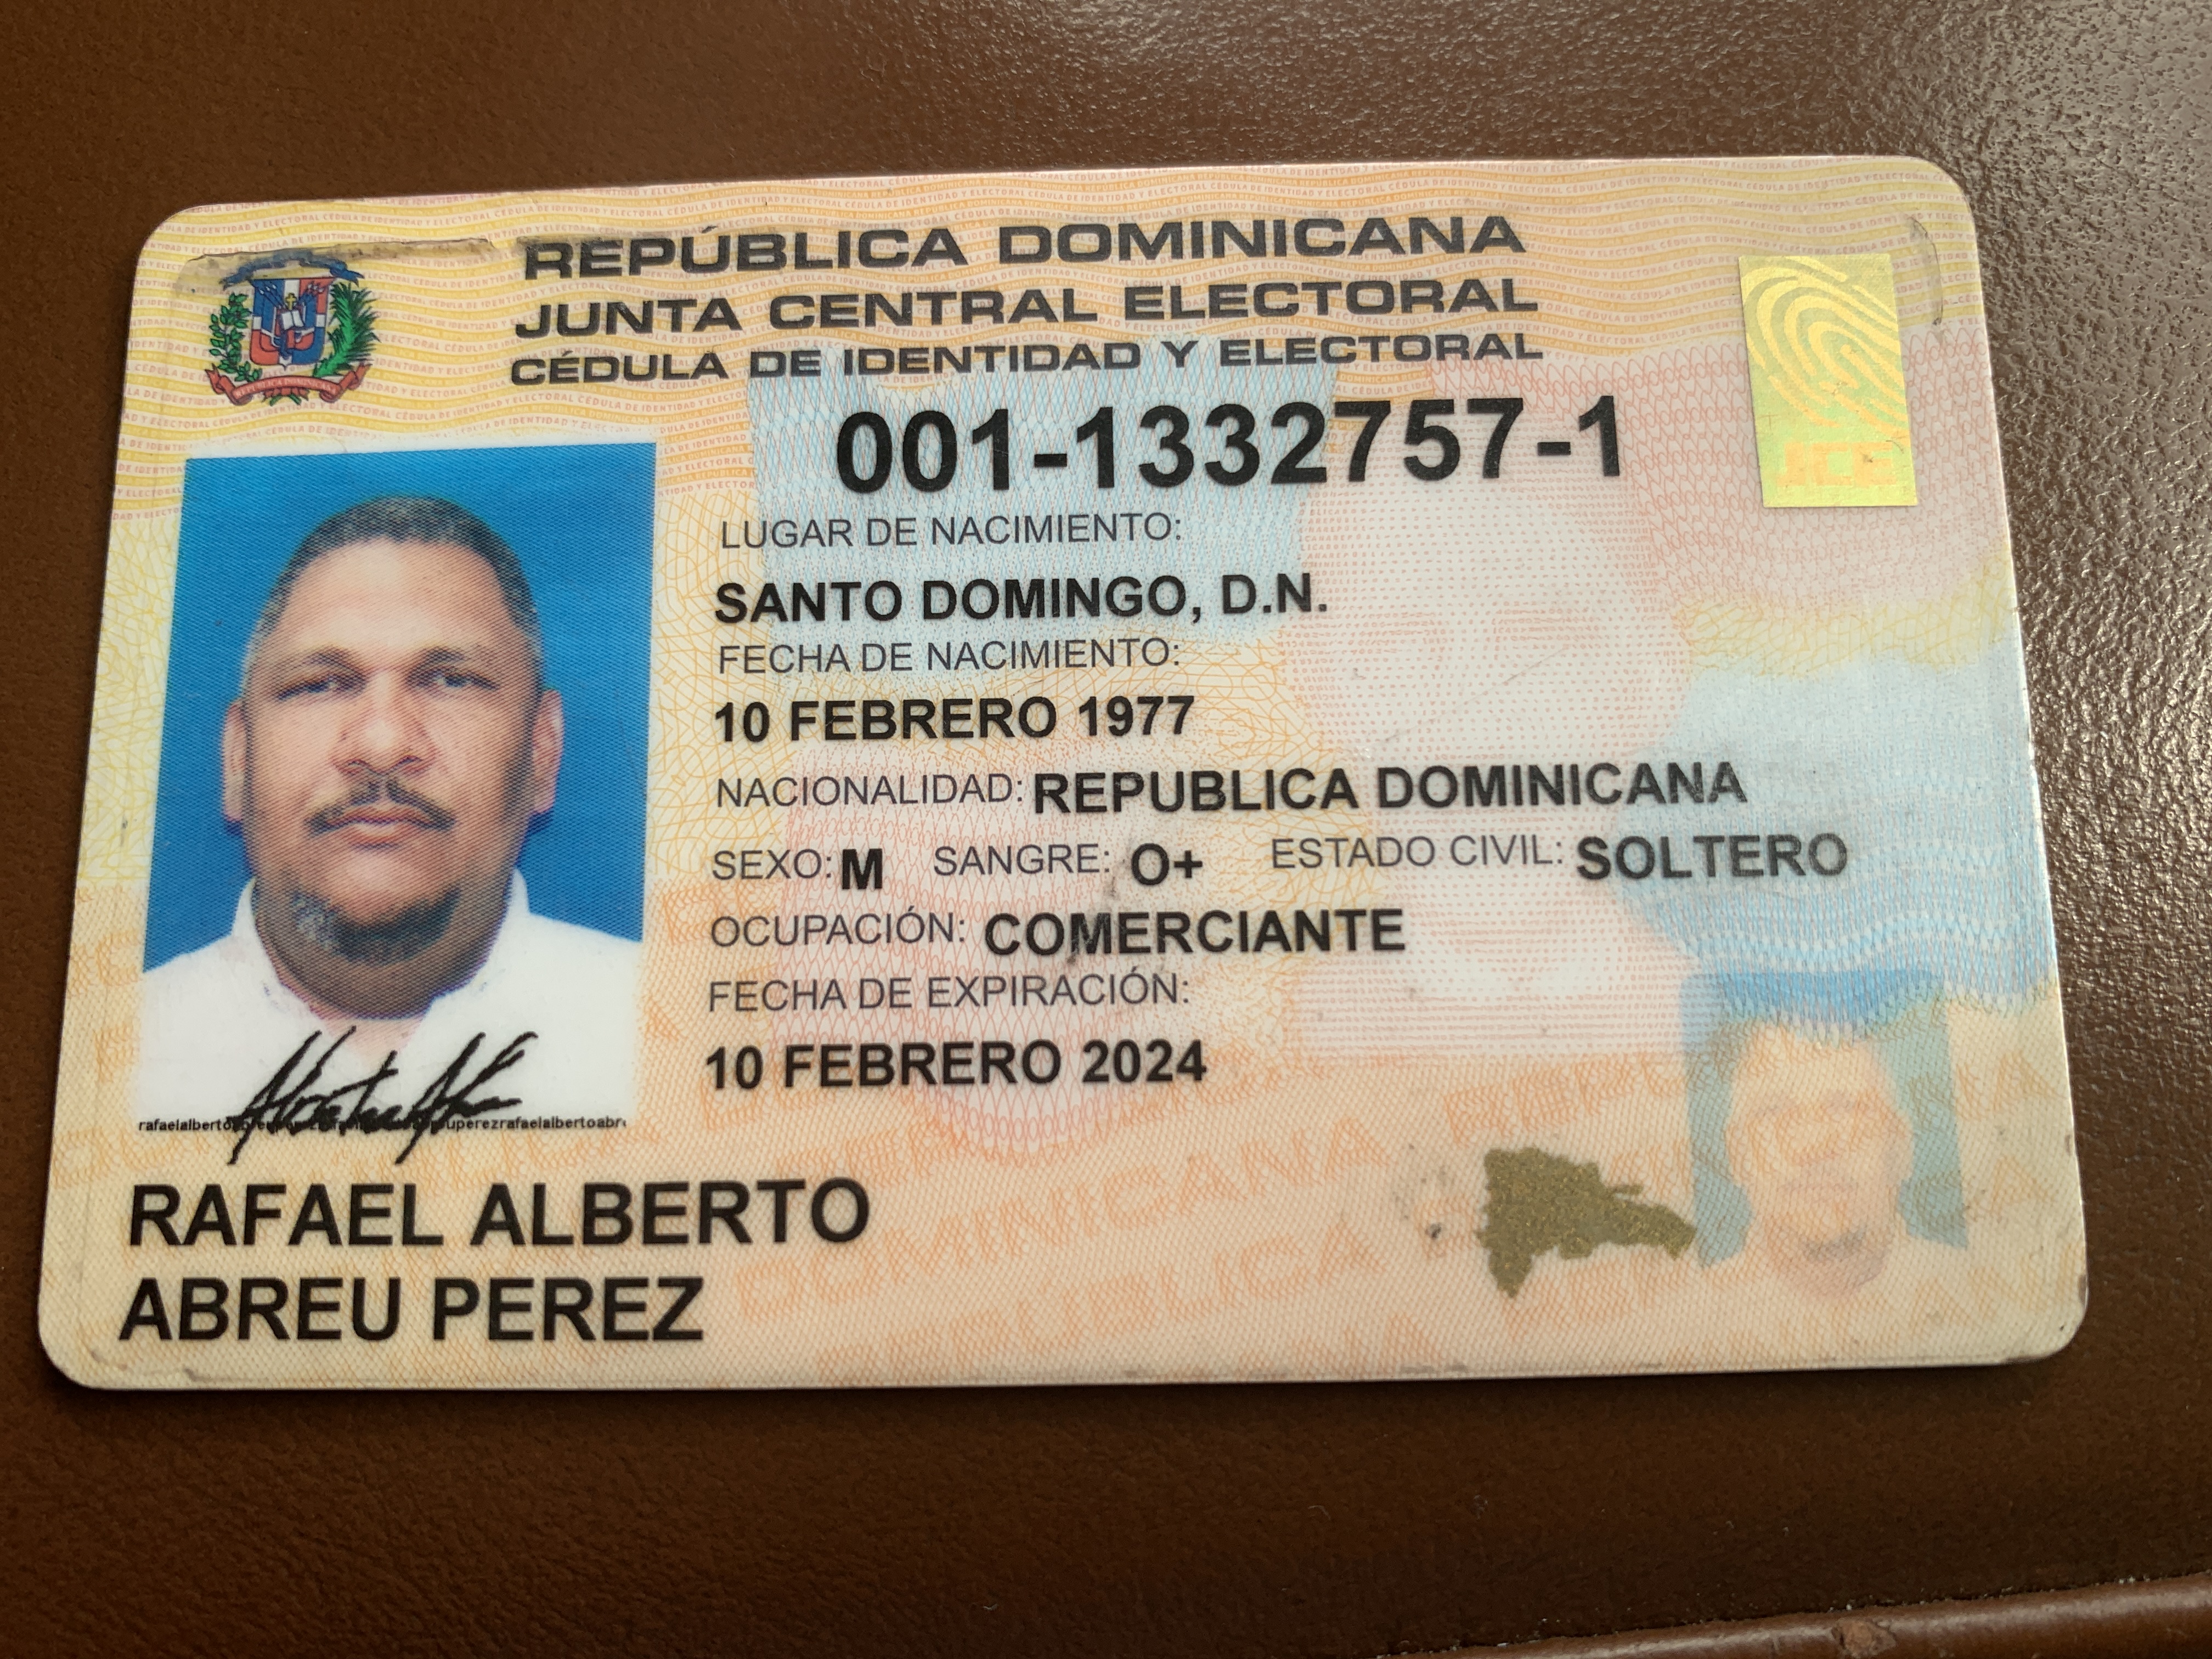 REPÚBLICA DOMINICANA
JUNTA CENTRAL ELECTORAL
CÉDULA DE IDENTIDAD Y ELECTORAL
001-1332757-1
LUGAR DE NACIMIENTO:
SANTO DOMINGO, D.N.
FECHA DE NACIMIENTO:
10 FEBRERO 1977
NACIONALIDAD: REPUBLICA DOMINICANA
SEXO: M SANGRE: O+ ESTADO CIVIL: SOLTERO
OCUPACIÓN: COMERCIANTE
FECHA DE EXPIRACIÓN:
10 FEBRERO 2024
RAFAEL ALBERTO
ABREU PEREZ
JCE